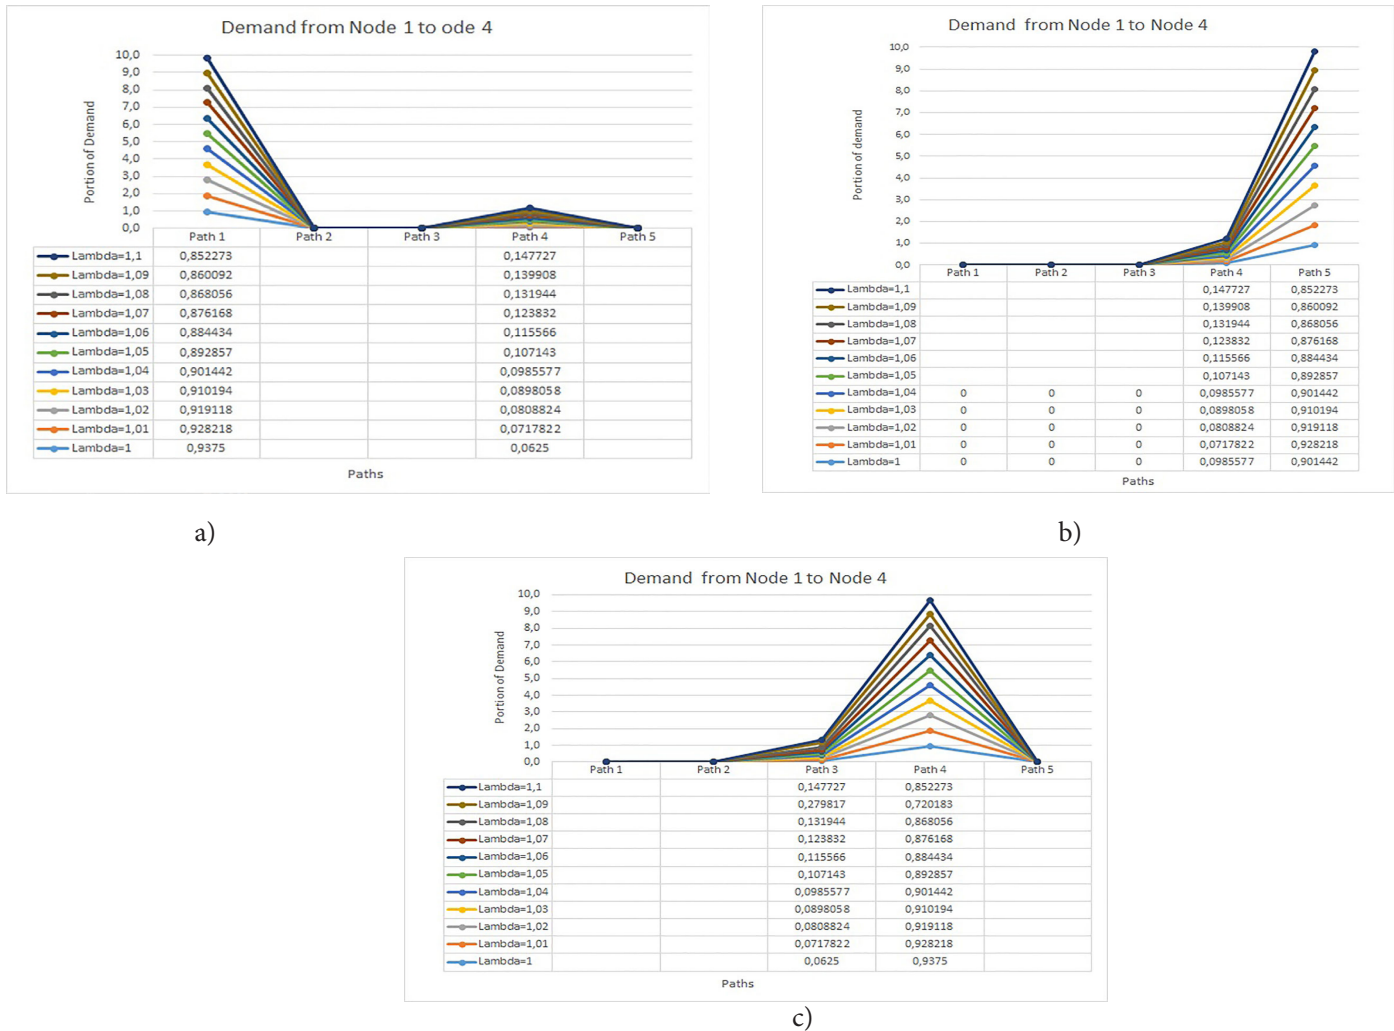 Demand from Node 1 to ode 4
Portion of Demand
10,0
9,0
8,0
7,0
6,0
5,0
4,0
3,0
2,0
1,0
0,0
Path 1 Path 2 Path 3 Path 4 Path 5
Lambda=1,1 0,852273 0,147727
Lambda=1,09 0,860092 0,139908
Lambda=1,08 0,868056 0,131944
Lambda=1,07 0,876168 0,123832
Lambda=1,06 0,884434 0,115566
Lambda=1,05 0,892857 0,107143
Lambda=1,04 0,901442 0,0985577
Lambda=1,03 0,910194 0,0898058
Lambda=1,02 0,919118 0,0808824
Lambda=1,01 0,928218 0,0717822
Lambda=1 0,9375 0,0625
Paths
a)
Demand from Node 1 to Node 4
Portion of demand
10,0
9,0
8,0
7,0
6,0
5,0
4,0
3,0
2,0
1,0
0,0
Path 1 Path 2 Path 3 Path 4 Path 5
Lambda=1,1 0,147727 0,852273
Lambda=1,09 0,139908 0,860092
Lambda=1,08 0,131944 0,868056
Lambda=1,07 0,123832 0,876168
Lambda=1,06 0,115566 0,884434
Lambda=1,05 0,107143 0,892857
Lambda=1,04 0 0 0 0,0985577 0,901442
Lambda=1,03 0 0 0 0,0898058 0,910194
Lambda=1,02 0 0 0 0,0808824 0,919118
Lambda=1,01 0 0 0 0,0717822 0,928218
Lambda=1 0 0 0 0,0985577 0,901442
Paths
b)
Demand from Node 1 to Node 4
Portion of Demand
10,0
9,0
8,0
7,0
6,0
5,0
4,0
3,0
2,0
1,0
0,0
Path 1 Path 2 Path 3 Path 4 Path 5
Lambda=1,1 0,147727 0,852273
Lambda=1,09 0,279817 0,720183
Lambda=1,08 0,131944 0,868056
Lambda=1,07 0,123832 0,876168
Lambda=1,06 0,115566 0,884434
Lambda=1,05 0,107143 0,892857
Lambda=1,04 0,0985577 0,901442
Lambda=1,03 0,0898058 0,910194
Lambda=1,02 0,0808824 0,919118
Lambda=1,01 0,0717822 0,928218
Lambda=1 0,0625 0,9375
Paths
c)